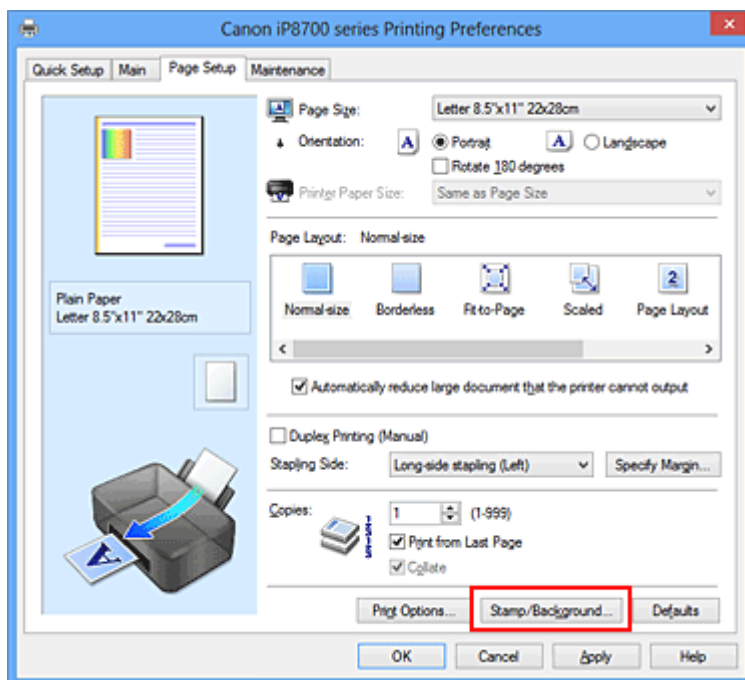 Canon iP8700 series Printing Preferences
Quick Setup Main Page Setup Maintenance
Page Size: Letter 8.5"x11" 22x28cm
Orientation: A Portrait A Landscape
Rotate 180 degrees
Printer Paper Size: Same as Page Size
Page Layout: Normal-size
2
Normal-size Borderless Fit-to-Page Scaled Page Layout
Plain Paper
Letter 8.5"x11" 22x28cm
Automatically reduce large document that the printer cannot output
Duplex Printing (Manual)
Stapling Side: Long-side stapling (Left) Specify Margin...
Copies: 1 (1-999)
Print from Last Page
Collate
A
Print Options... Stamp/Background... Defaults
OK Cancel Apply Help